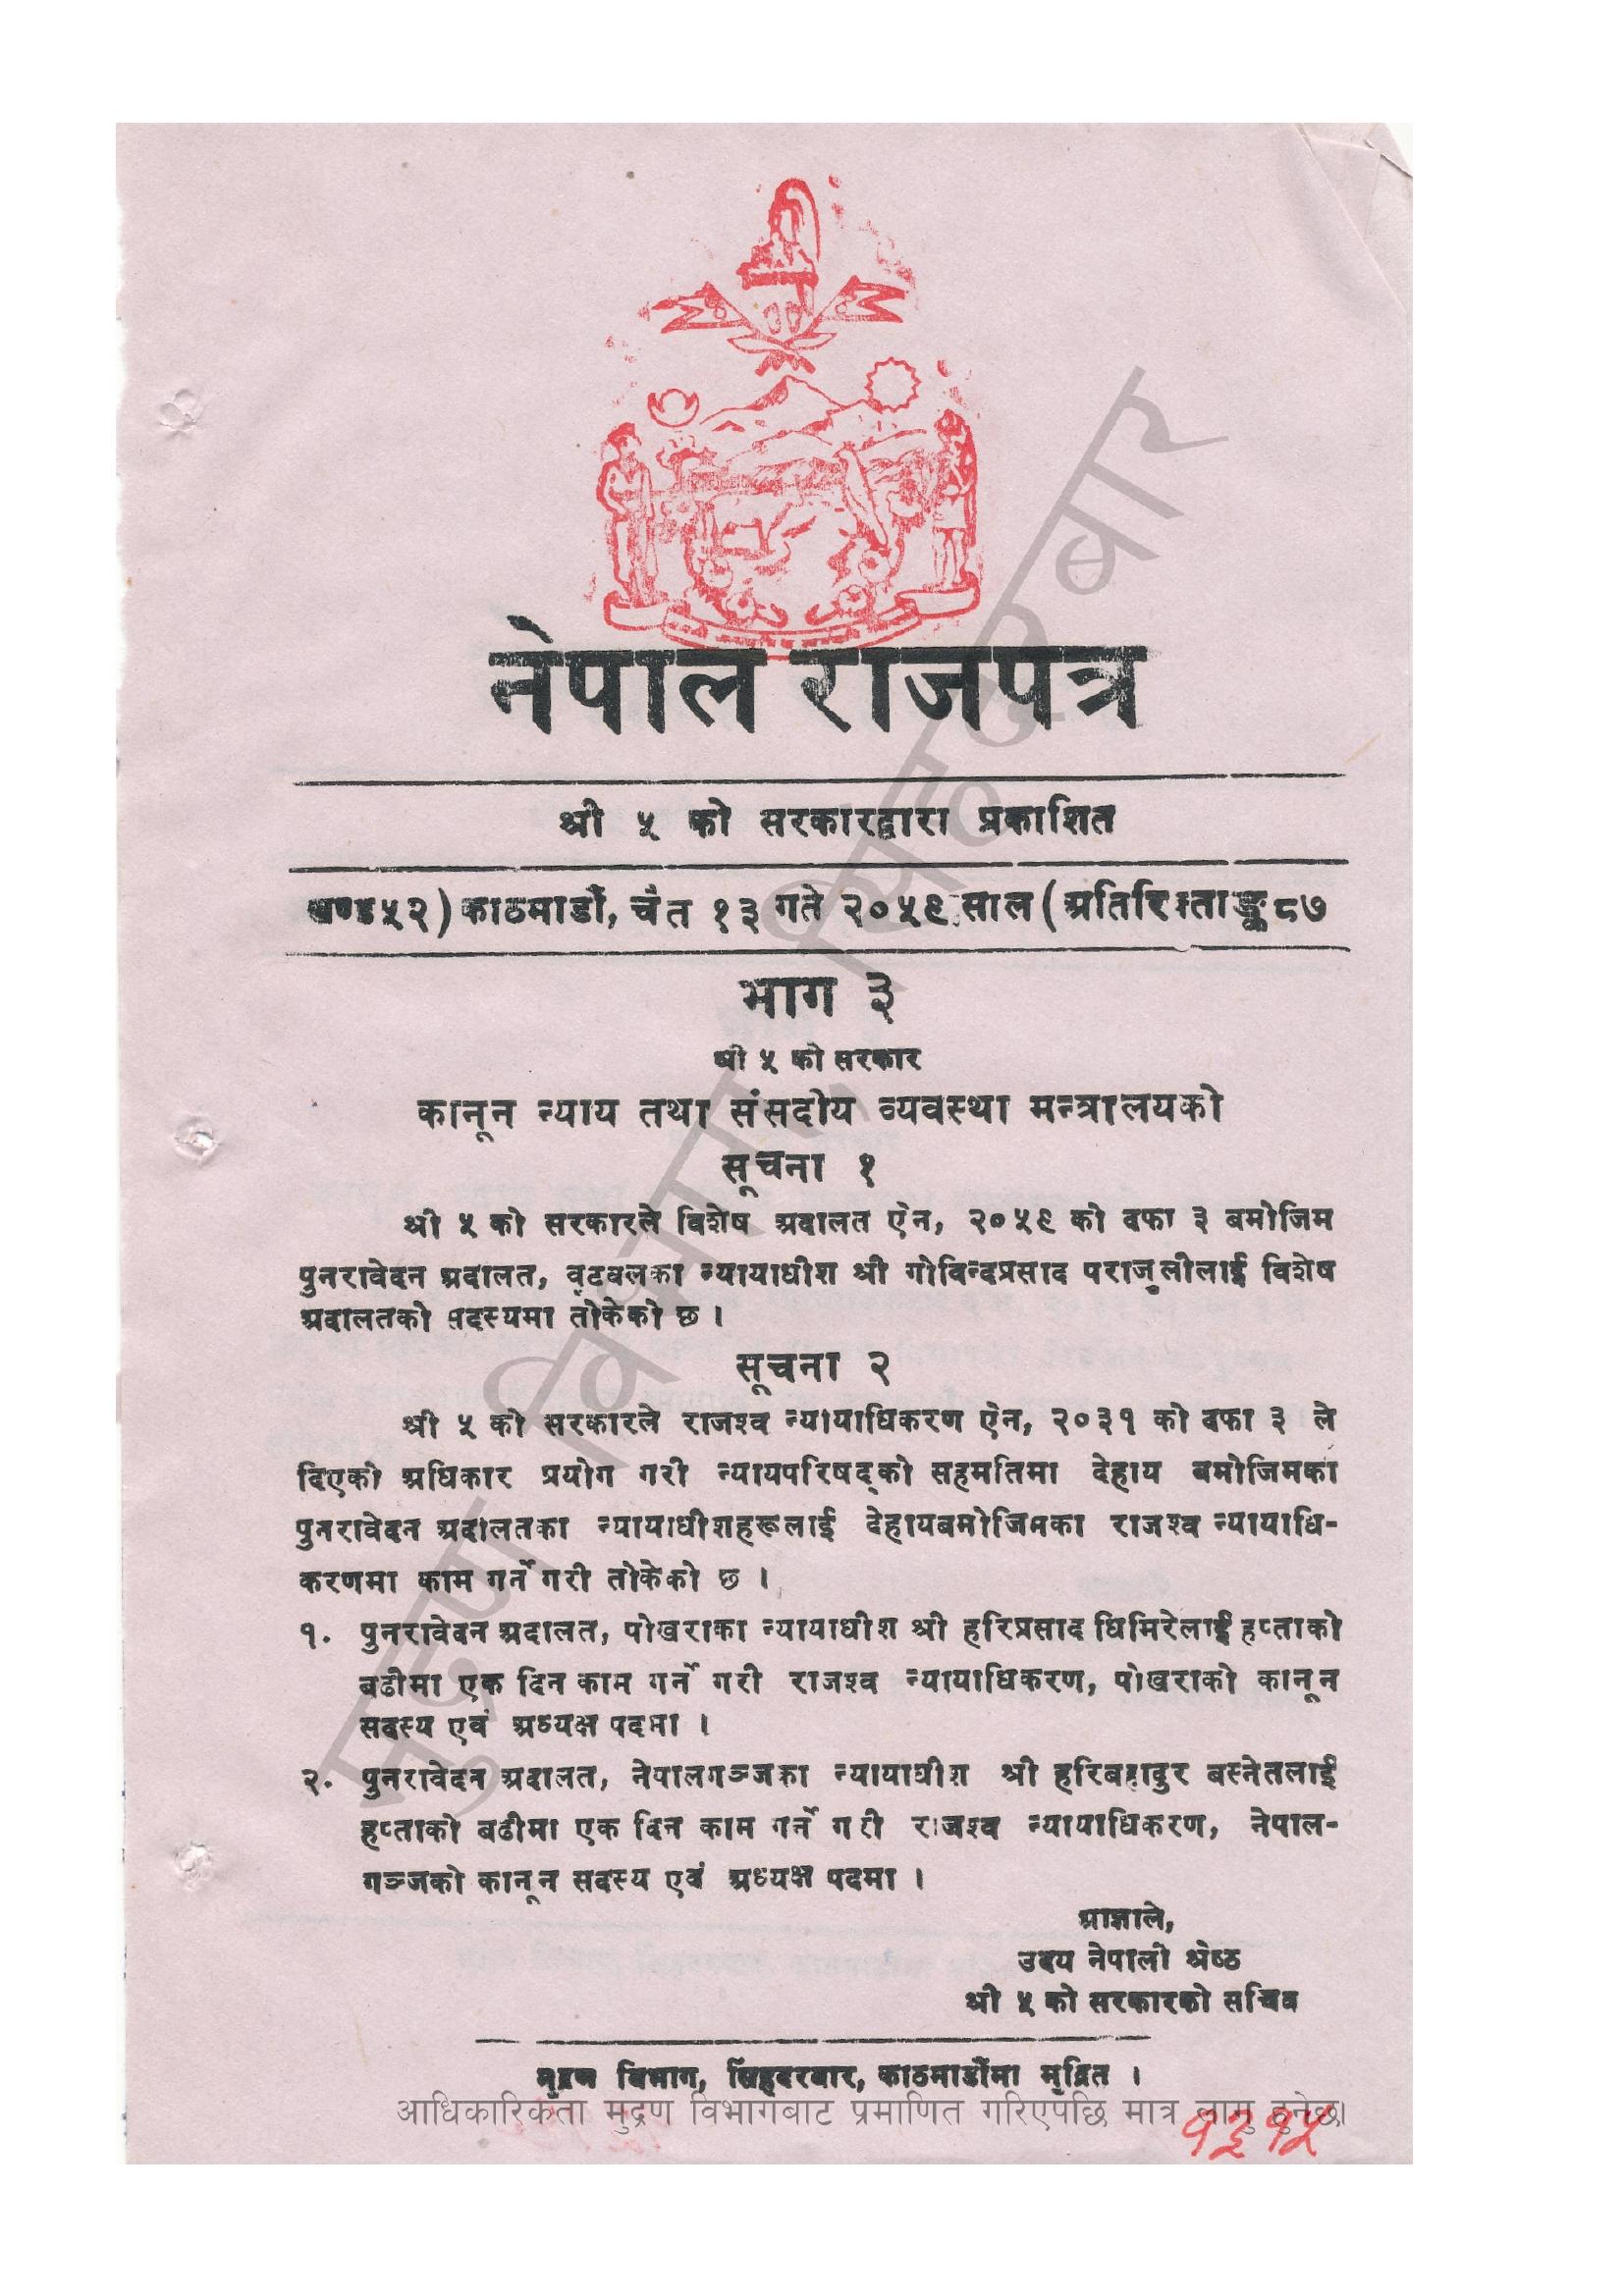 नेपाल राजपत्र
श्री ५ को सरकारद्वारा प्रकाशित
खण्ड ५२) काठमाडौं, चैत १३ गते २०५९ साल (अतिरिक्ताङ्क ८७
भाग ३
श्री ५ को सरकार
कानून न्याय तथा संसदीय व्यवस्था मन्त्रालयको
सूचना १
श्री ५ को सरकारले विशेष अदालत ऐन, २०५९ को दफा ३ बमोजिम
पुनरावेदन अदालत, वुटवलका न्यायाधीश श्री गोविन्दप्रसाद पराजुलीलाई विशेष
अदालतको सदस्यमा तोकेको छ ।
सूचना २
श्री ५ को सरकारले राजश्व न्यायाधिकरण ऐन, २०३१ को दफा ३ ले
दिएको अधिकार प्रयोग गरी न्यायपरिषद्को सहमतिमा देहाय बमोजिमका
पुनरावेदन अदालतका न्यायाधीशहरूलाई देहायबमोजिमका राजश्व न्यायाधि-
करणमा काम गर्ने गरी तोकेको छ ।
१. पुनरावेदन अदालत, पोखराका न्यायाधीश श्री हरिप्रसाद घिमिरेलाई हप्ताको
बढीमा एक दिन काम गर्ने गरी राजश्व न्यायाधिकरण, पोखराको कानून
सदस्य एवं अध्यक्ष पदमा ।
२. पुनरावेदन अदालत, नेपालगञ्जका न्यायाधीश श्री हरिबहादुर बस्नेतलाई
हप्ताको बढीमा एक दिन काम गर्ने गरी राजश्व न्यायाधिकरण, नेपाल-
गञ्जको कानून सदस्य एवं अध्यक्ष पदमा ।
आज्ञाले,
उदय नेपाली श्रेष्ठ
श्री ५ को सरकारको सचिव
मुद्रण विभाग, सिंहदरबार, काठमाडौंमा मुद्रित ।
आधिकारिकता मुद्रण विभागबाट प्रमाणित गरिएपछि मात्र लागु हुनेछ।
१३१५
मुद्रण विभाग, सिंहदरबार